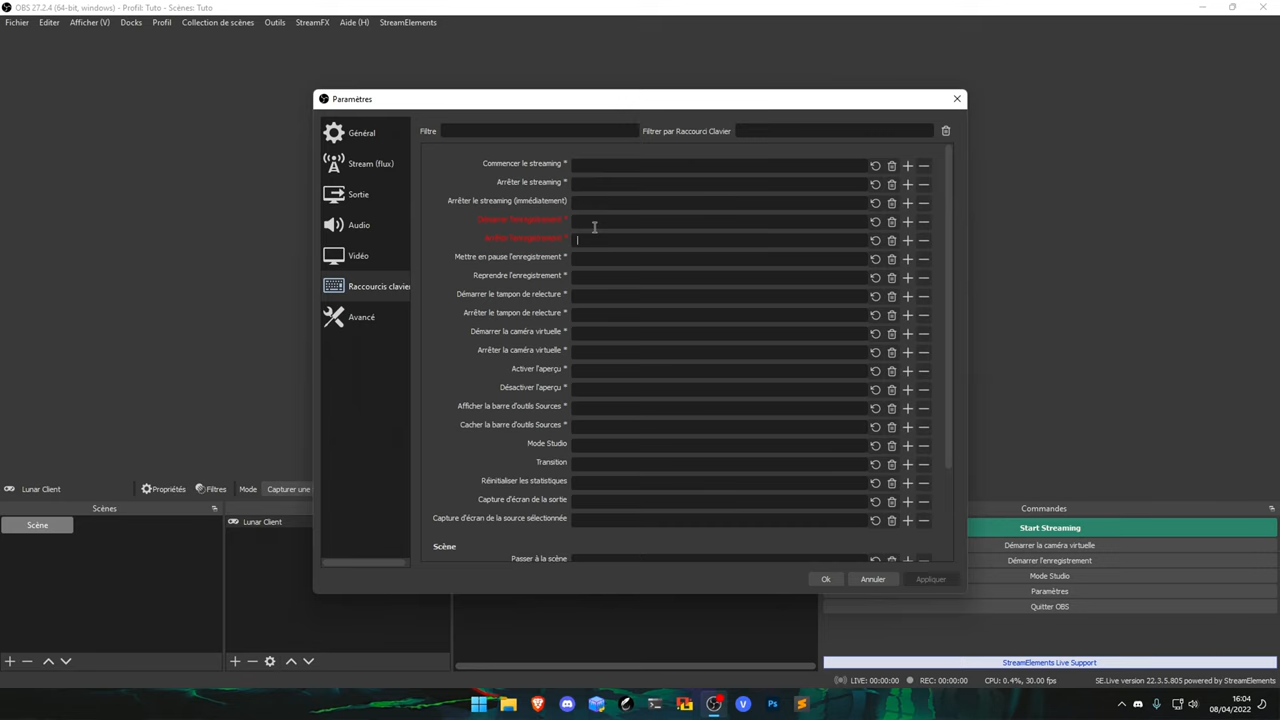 OBS 27.2.4 (64-bit, windows) - Profil: Tuto - Scènes: Tuto
Fichier Editer Afficher (V) Docks Profil Collection de scènes Outils StreamFX Aide (H) StreamElements
Paramètres
Général
Stream (flux)
Sortie
Audio
Vidéo
Raccourcis clavier
Avancé
Filtre Filtrer par Raccourci Clavier
Commencer le streaming *
Arrêter le streaming *
Arrêter le streaming (immédiatement)
Démarrer l'enregistrement *
Arrêter l'enregistrement *
Mettre en pause l'enregistrement *
Reprendre l'enregistrement *
Démarrer le tampon de relecture *
Arrêter le tampon de relecture *
Démarrer la caméra virtuelle *
Arrêter la caméra virtuelle *
Activer l'aperçu *
Désactiver l'aperçu *
Afficher la barre d'outils Sources *
Cacher la barre d'outils Sources *
Mode Studio
Transition
Réinitialiser les statistiques
Capture d'écran de la sortie
Capture d'écran de la source sélectionnée
Scène
Passer à la scène
Ok Annuler Appliquer
Lunar Client Propriétés Filtres Mode Capturer une
Scènes
Scène
Lunar Client
Commandes
Start Streaming
Démarrer la caméra virtuelle
Démarrer l'enregistrement
Mode Studio
Paramètres
Quitter OBS
StreamElements Live Support
LIVE: 00:00:00 REC: 00:00:00 CPU: 0.4%, 30.00 fps SE.Live version 22.3.5.805 powered by StreamElements
16:04
08/04/2022